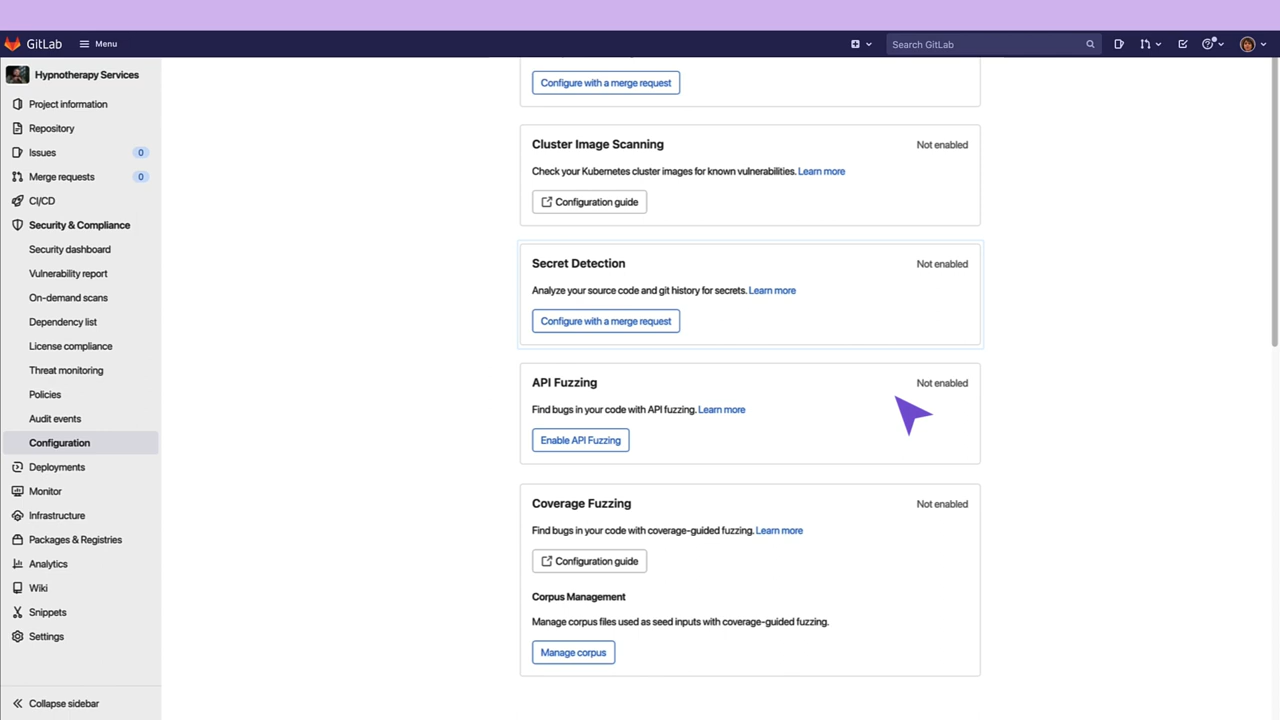 GitLab
Menu
Search GitLab
Hypnotherapy Services
Project information
Repository
Issues 0
Merge requests 0
CI/CD
Security & Compliance
Security dashboard
Vulnerability report
On-demand scans
Dependency list
License compliance
Threat monitoring
Policies
Audit events
Configuration
Deployments
Monitor
Infrastructure
Packages & Registries
Analytics
Wiki
Snippets
Settings
Collapse sidebar
Configure with a merge request
Cluster Image Scanning Not enabled
Check your Kubernetes cluster images for known vulnerabilities. Learn more
Configuration guide
Secret Detection Not enabled
Analyze your source code and git history for secrets. Learn more
Configure with a merge request
API Fuzzing Not enabled
Find bugs in your code with API fuzzing. Learn more
Enable API Fuzzing
Coverage Fuzzing Not enabled
Find bugs in your code with coverage-guided fuzzing. Learn more
Configuration guide
Corpus Management
Manage corpus files used as seed inputs with coverage-guided fuzzing.
Manage corpus